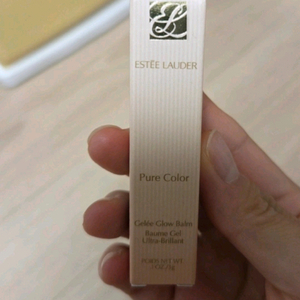 ESTĒE LAUDER
Pure Color
Gelée Glow Balm
Baume Gel
Ultra-Brillant